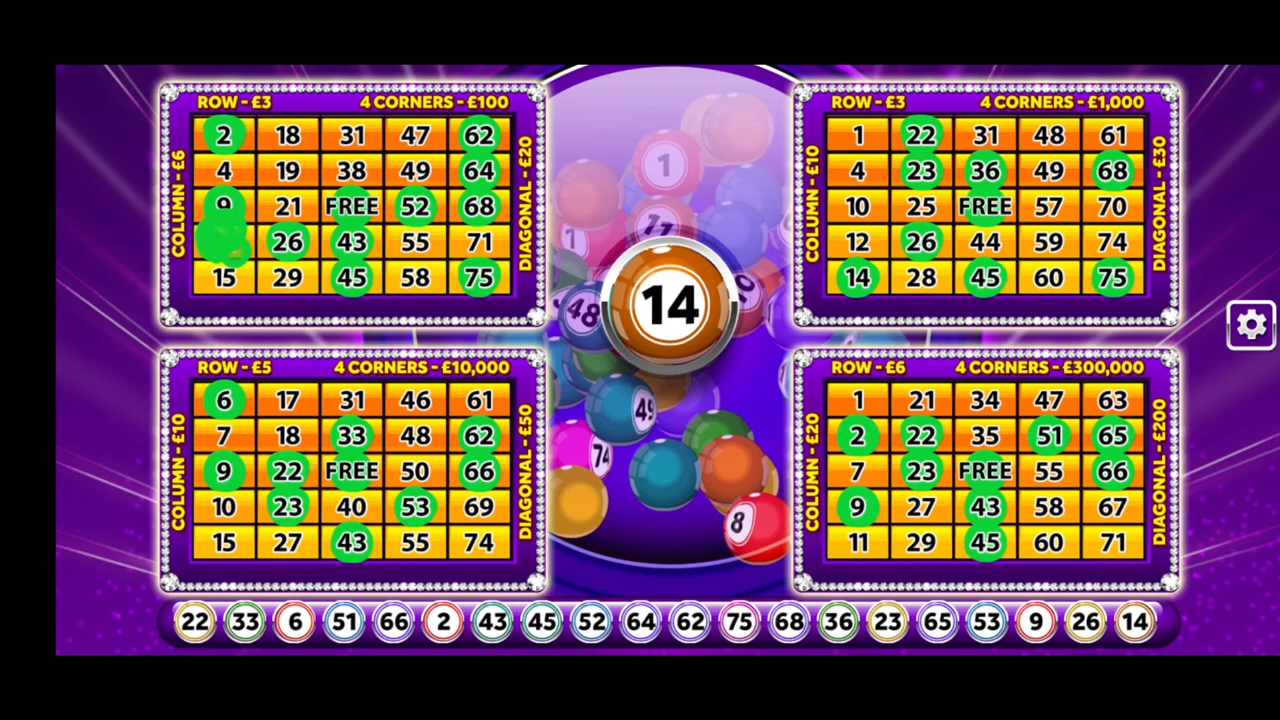 ROW - £3 4 CORNERS - £100
COLUMN - £6
DIAGONAL - £20
2 18 31 47 62
4 19 38 49 64
9 21 FREE 52 68
26 43 55 71
15 29 45 58 75
ROW - £3 4 CORNERS - £1,000
COLUMN - £10
DIAGONAL - £30
1 22 31 48 61
4 23 36 49 68
10 25 FREE 57 70
12 26 44 59 74
14 28 45 60 75
1
77
1
48
14
49
74
8
ROW - £5 4 CORNERS - £10,000
COLUMN - £10
DIAGONAL - £50
6 17 31 46 61
7 18 33 48 62
9 22 FREE 50 66
10 23 40 53 69
15 27 43 55 74
ROW - £6 4 CORNERS - £300,000
COLUMN - £20
DIAGONAL - £200
1 21 34 47 63
2 22 35 51 65
7 23 FREE 55 66
9 27 43 58 67
11 29 45 60 71
22 33 6 51 66 2 43 45 52 64 62 75 68 36 23 65 53 9 26 14